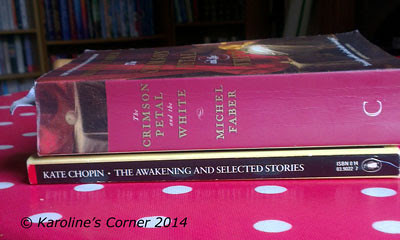 The
CRIMSON
PETAL
and the
WHITE
MICHEL
FABER
C
KATE CHOPIN · THE AWAKENING AND SELECTED STORIES
ISBN 0 14
© Karoline's Corner 2014